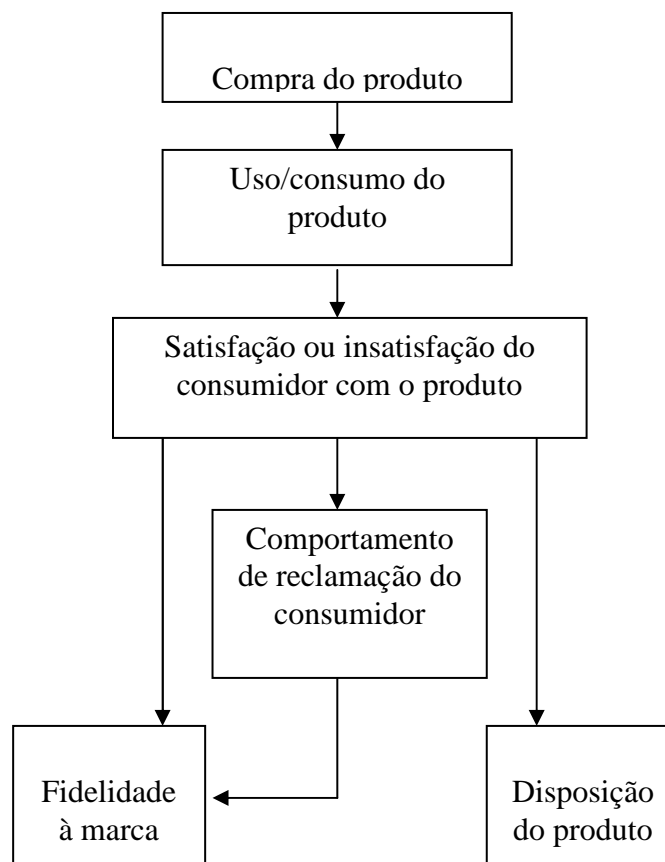 Compra do produto
Uso/consumo do
produto
Satisfação ou insatisfação do
consumidor com o produto
Comportamento
de reclamação do
consumidor
Fidelidade
à marca
Disposição
do produto